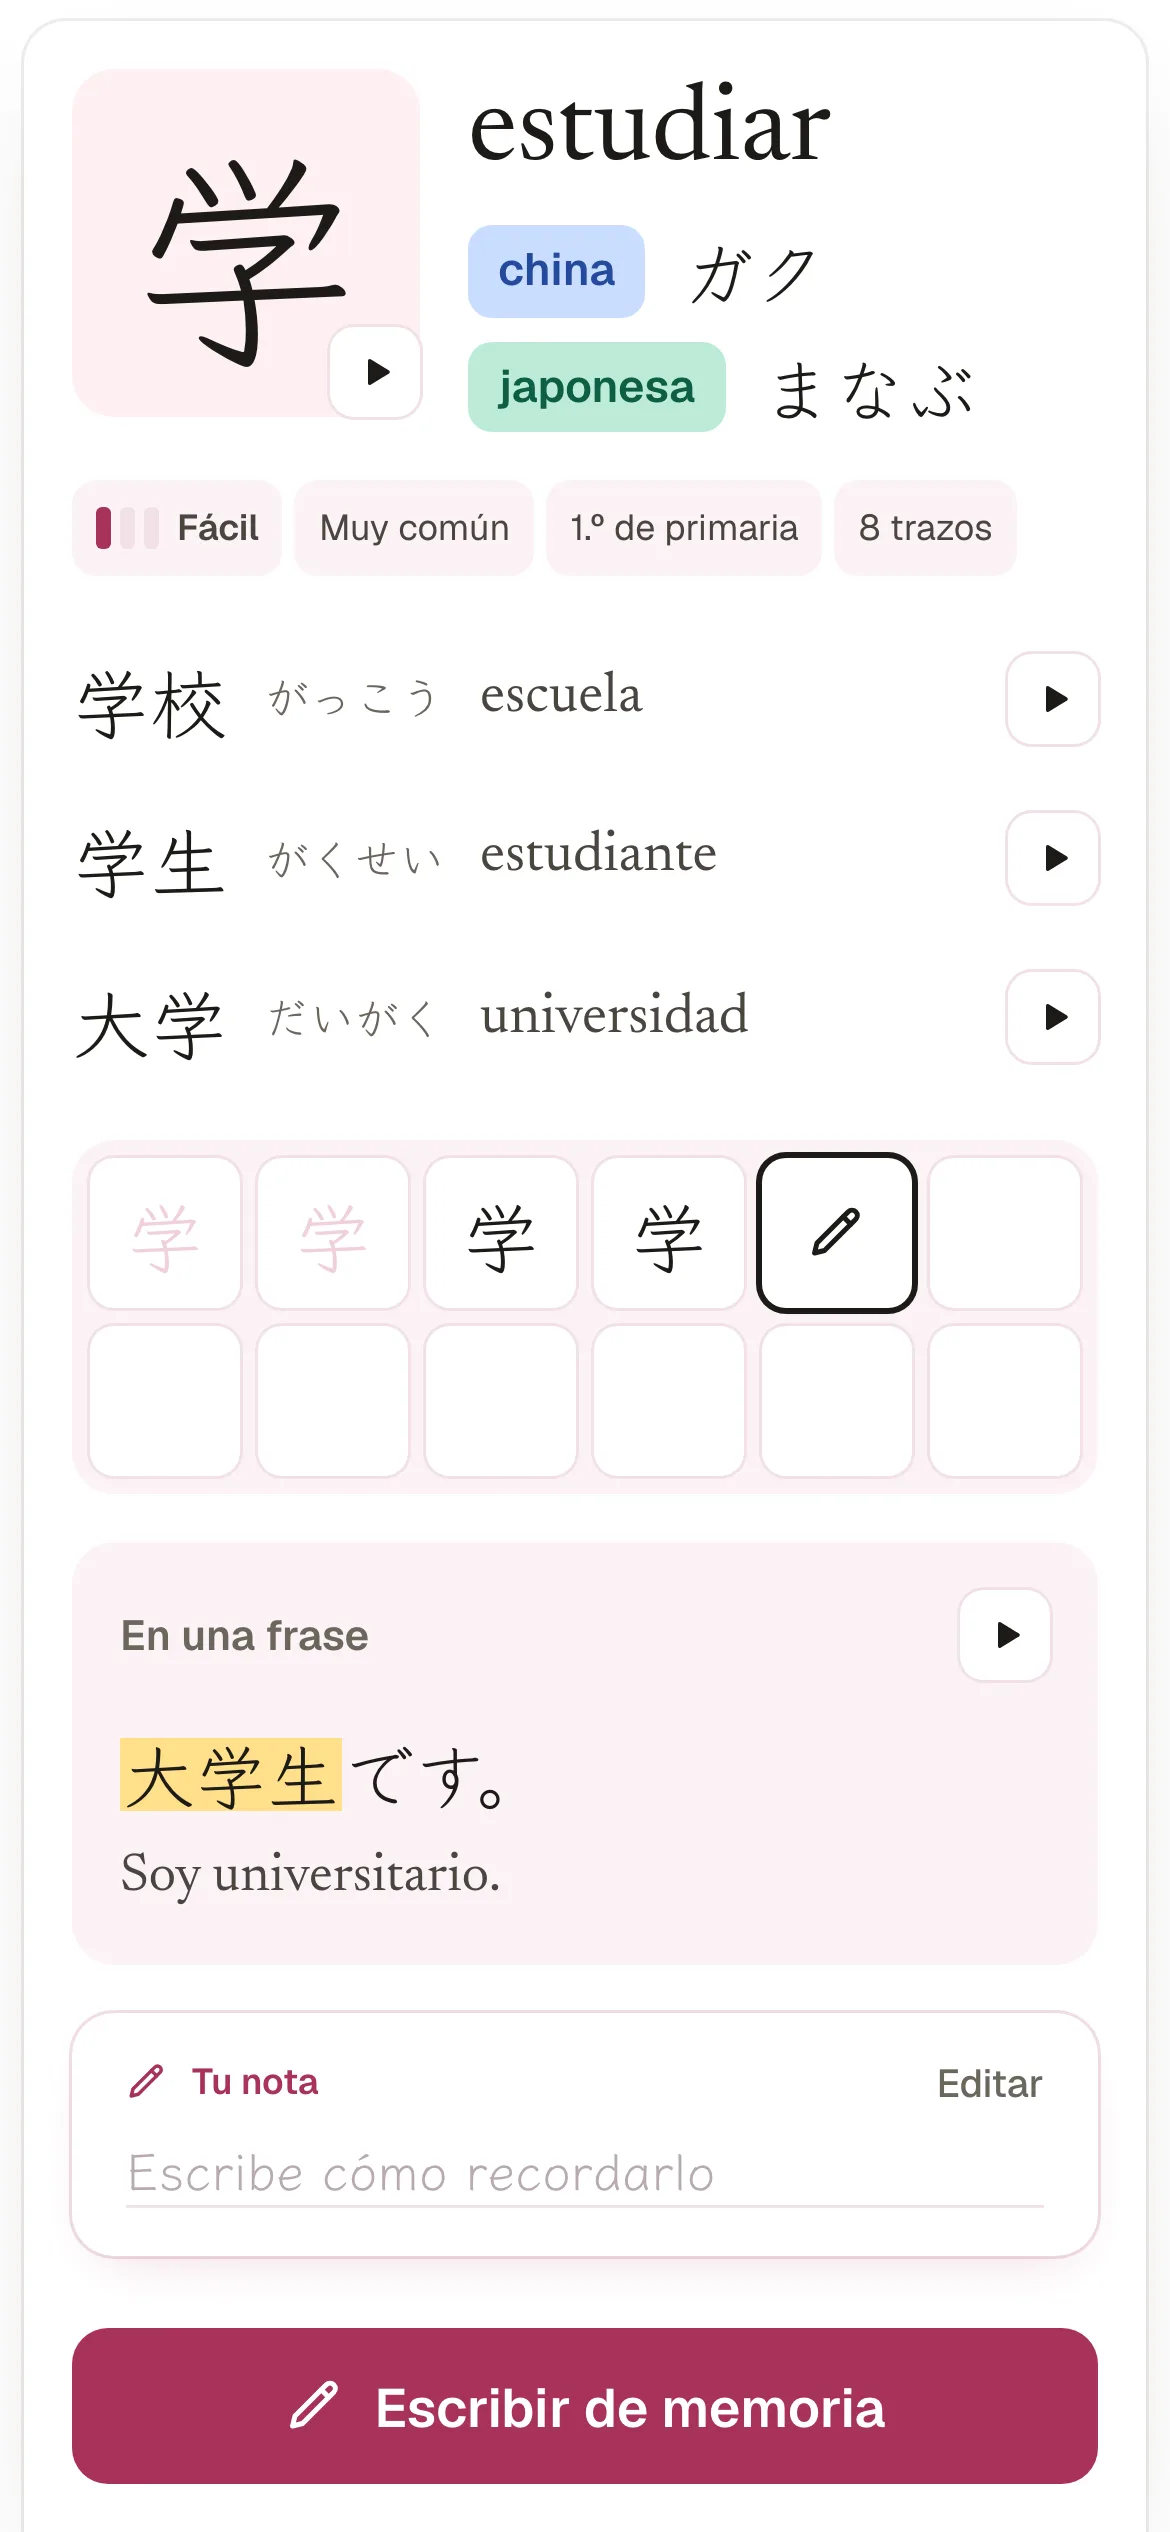 学
estudiar
china ガク
japonesa まなぶ
Fácil Muy común 1.º de primaria 8 trazos
学校 がっこう escuela
学生 がくせい estudiante
大学 だいがく universidad
学 学 学 学
En una frase
大学生です。
Soy universitario.
Tu nota Editar
Escribe cómo recordarlo
Escribir de memoria